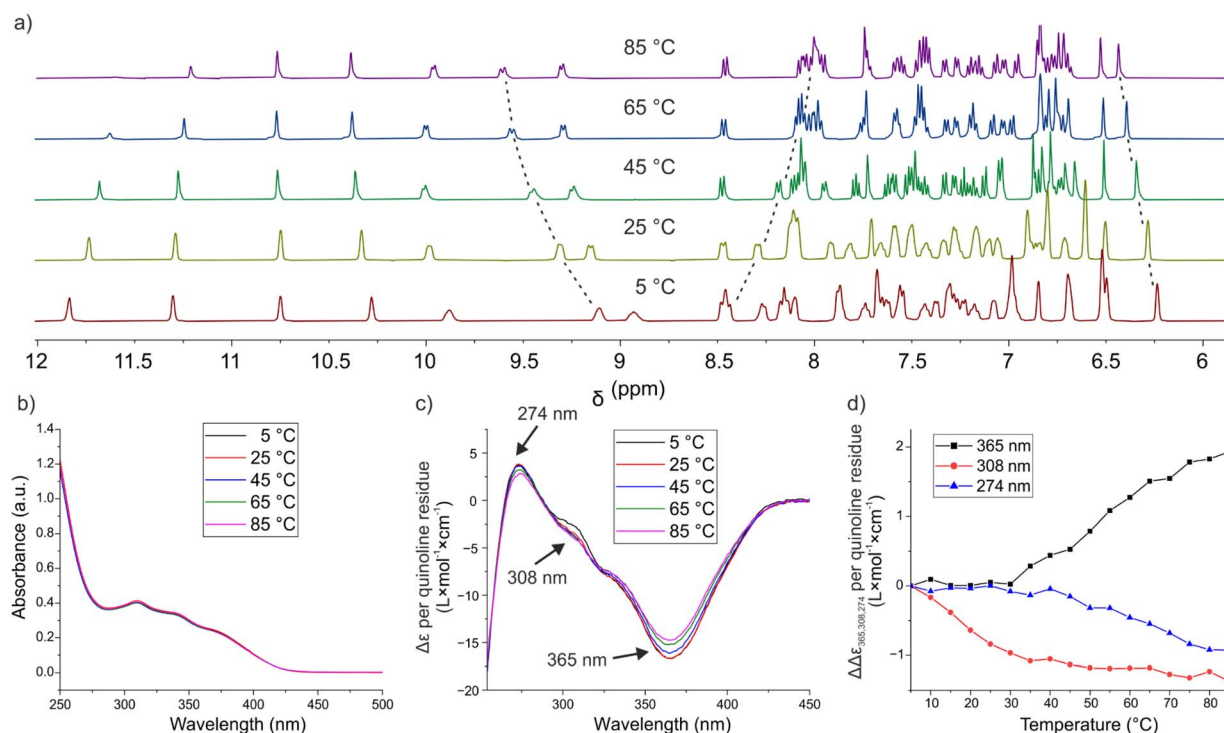 a)
85 °C
65 °C
45 °C
25 °C
5 °C
12 11.5 11 10.5 10 9.5 9 8.5 8 7.5 7 6.5 6
δ (ppm)
b)
1.4
1.2
1.0
0.8
0.6
0.4
0.2
0.0
Absorbance (a.u.)
5 °C
25 °C
45 °C
65 °C
85 °C
250 300 350 400 450 500
Wavelength (nm)
c)
5
0
-5
-10
-15
-20
Δε per quinoline residue
(L×mol⁻¹×cm⁻¹)
274 nm
308 nm
365 nm
5 °C
25 °C
45 °C
65 °C
85 °C
300 350 400 450
Wavelength (nm)
d)
2
1
0
-1
ΔΔε365,308,274 per quinoline residue
(L×mol⁻¹×cm⁻¹)
365 nm
308 nm
274 nm
10 20 30 40 50 60 70 80
Temperature (°C)